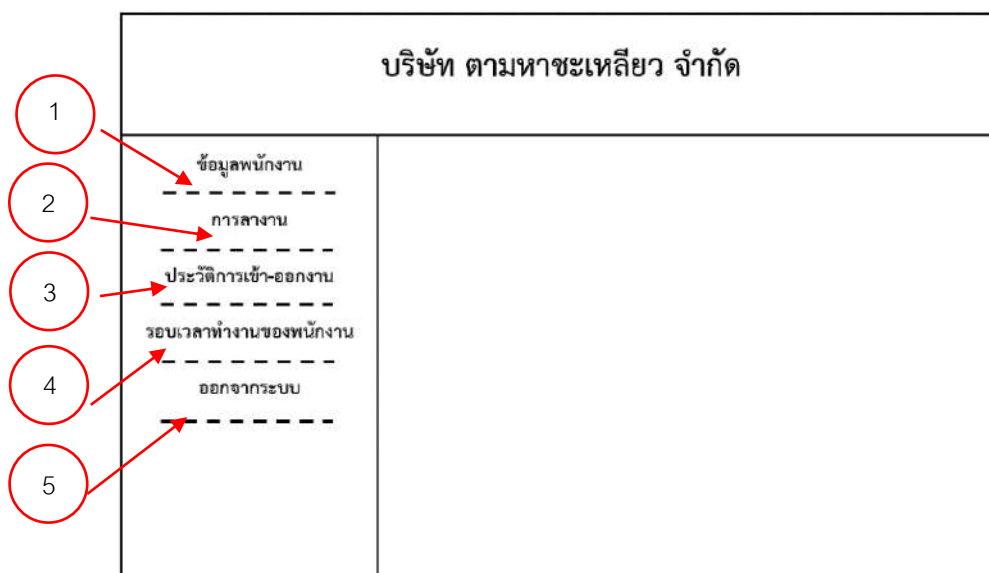 บริษัท ตามหาชะเหลียว จำกัด
1
ข้อมูลพนักงาน
2
การลางาน
3
ประวัติการเข้า-ออกงาน
รอบเวลาทำงานของพนักงาน
4
ออกจากระบบ
5